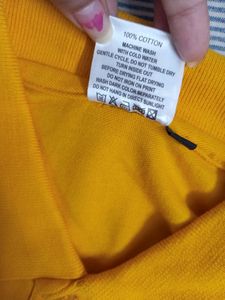 100% COTTON
MACHINE WASH
WITH COLD WATER
GENTLE CYCLE, DO NOT TUMBLE DRY
TURN INSIDE OUT
BEFORE DRYING FLAT DRYING
DO NOT IRON ON PRINT
WASH DARK COLOR SEPARATELY
DO NOT HANG IN DIRECT SUNLIGHT